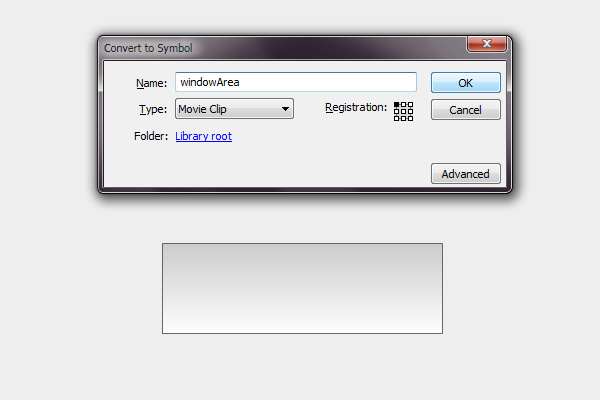 Convert to Symbol
Name: windowArea OK
Type: Movie Clip Registration: Cancel
Folder: Library root
Advanced